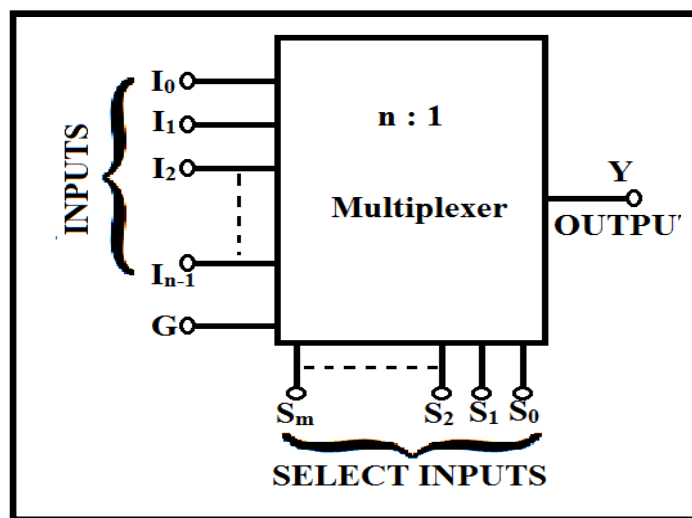 I₀
I₁
I₂
Iₙ₋₁
G
INPUTS
n : 1
Multiplexer
Y
OUTPUT
Sₘ
S₂
S₁
S₀
SELECT INPUTS